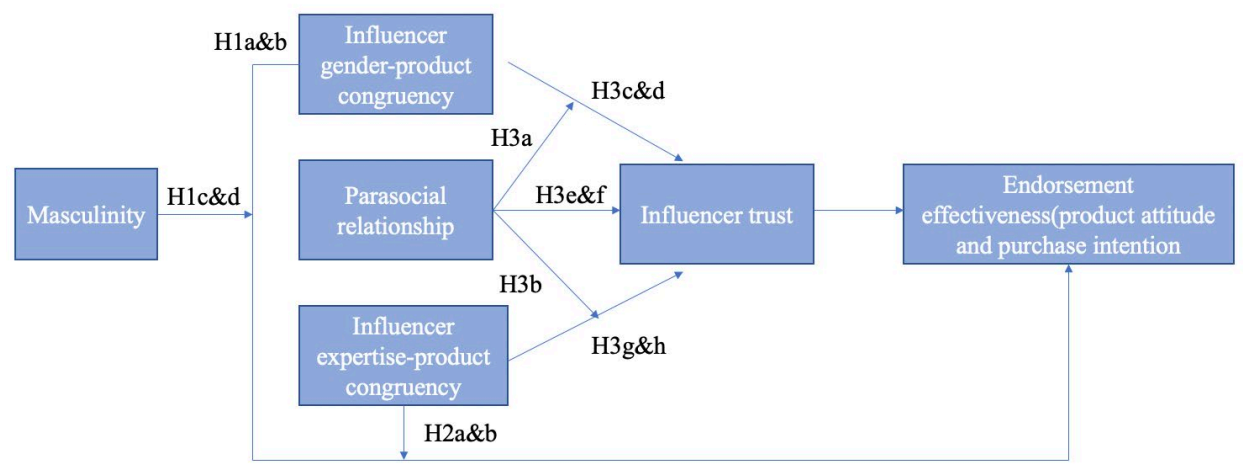 H1a&b
Influencer
gender-product
congruency
H3c&d
H3a
Masculinity
H1c&d
Parasocial
relationship
H3e&f
Influencer trust
Endorsement
effectiveness(product attitude
and purchase intention
H3b
Influencer
expertise-product
congruency
H3g&h
H2a&b